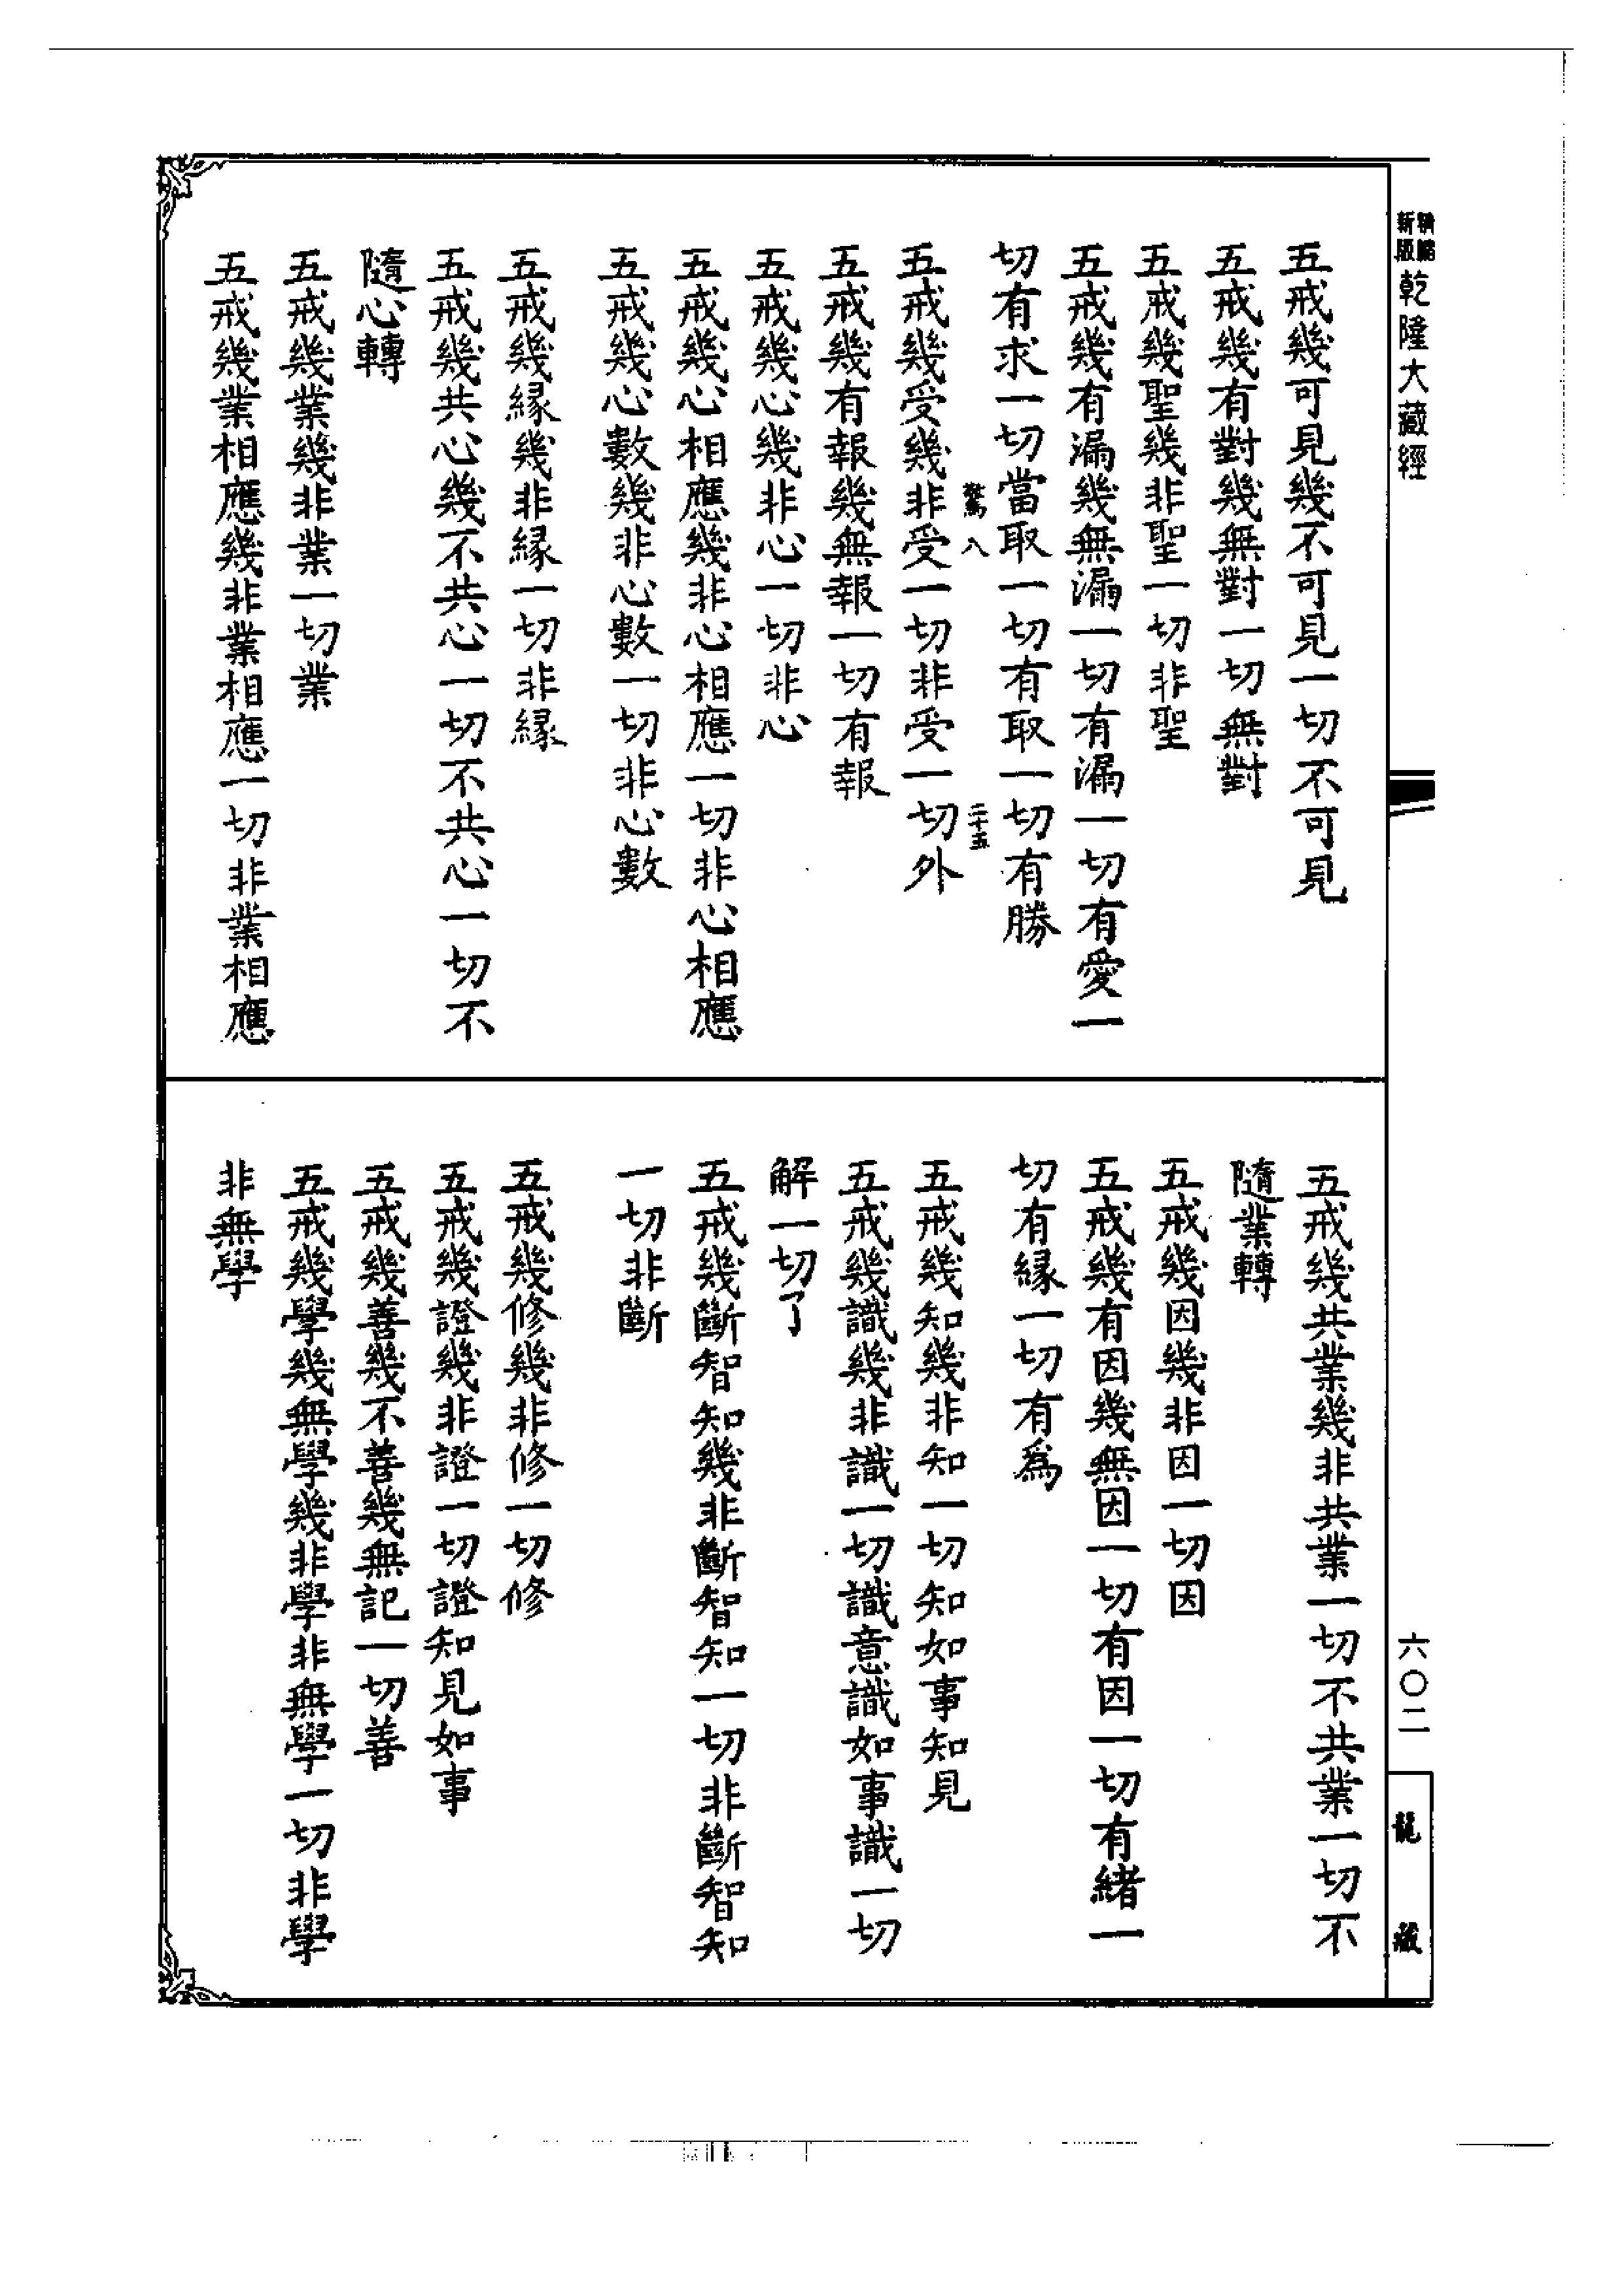 新版
精縮
乾隆大藏經
六〇二
龍藏
五戒幾可見幾不可見一切不可見
五戒幾有對幾無對一切無對
五戒幾聖幾非聖一切非聖
五戒幾有漏幾無漏一切有漏一切有愛一
切有求一切當取一切有取一切有勝
驚八
二十五
五戒幾受幾非受一切非受一切外
五戒幾有報幾無報一切有報
五戒幾心幾非心一切非心
五戒幾心相應幾非心相應一切非心相應
五戒幾心數幾非心數一切非心數
五戒幾緣幾非緣一切非緣
五戒幾共心幾不共心一切不共心一切不
隨心轉
五戒幾業幾非業一切業
五戒幾業相應幾非業相應一切非業相應
五戒幾共業幾非共業一切不共業一切不
隨業轉
五戒幾因幾非因一切因
五戒幾有因幾無因一切有因一切有緒一
切有緣一切有爲
五戒幾知幾非知一切知如事知見
五戒幾識幾非識一切識意識如事識一切
解一切了
五戒幾斷智知幾非斷智知一切非斷智知
一切非斷
五戒幾修幾非修一切修
五戒幾證幾非證一切證知見如事
五戒幾善幾不善幾無記一切善
五戒幾學幾無學幾非學非無學一切非學
非無學